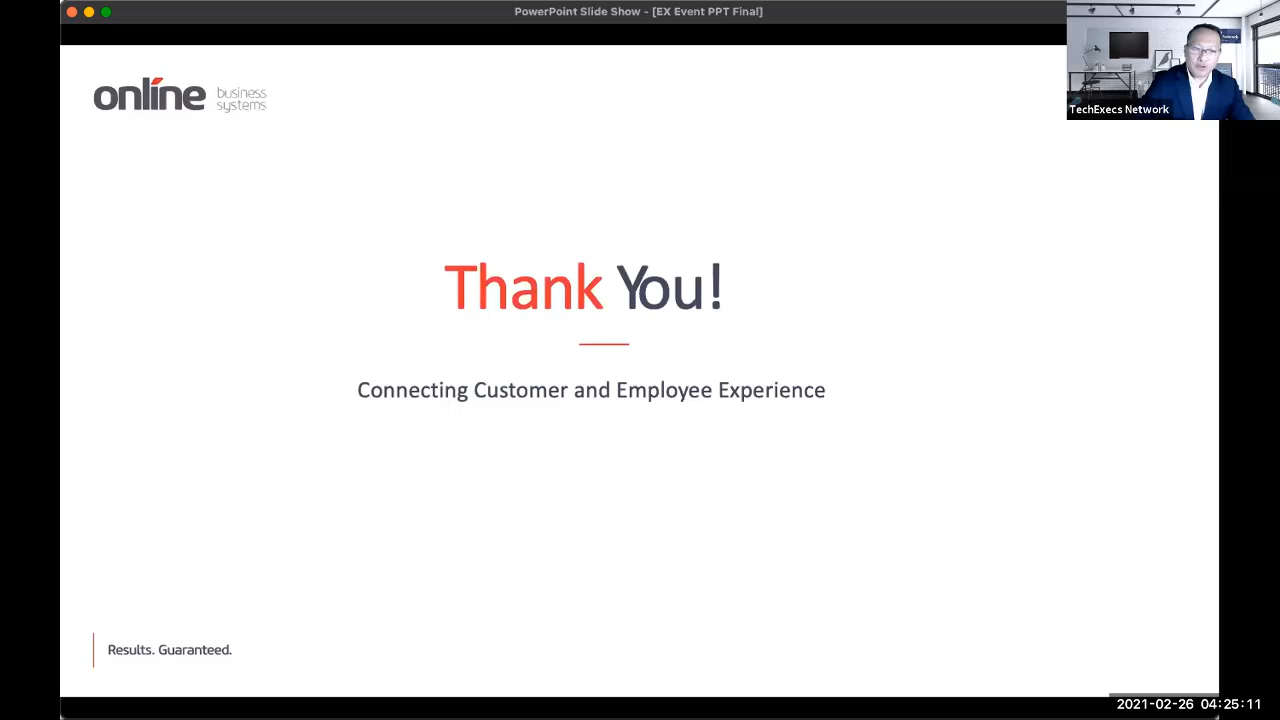 PowerPoint Slide Show - [EX Event PPT Final]
online business systems
TechExecs Network
Thank You!
Connecting Customer and Employee Experience
Results. Guaranteed.
2021-02-26 04:25:11